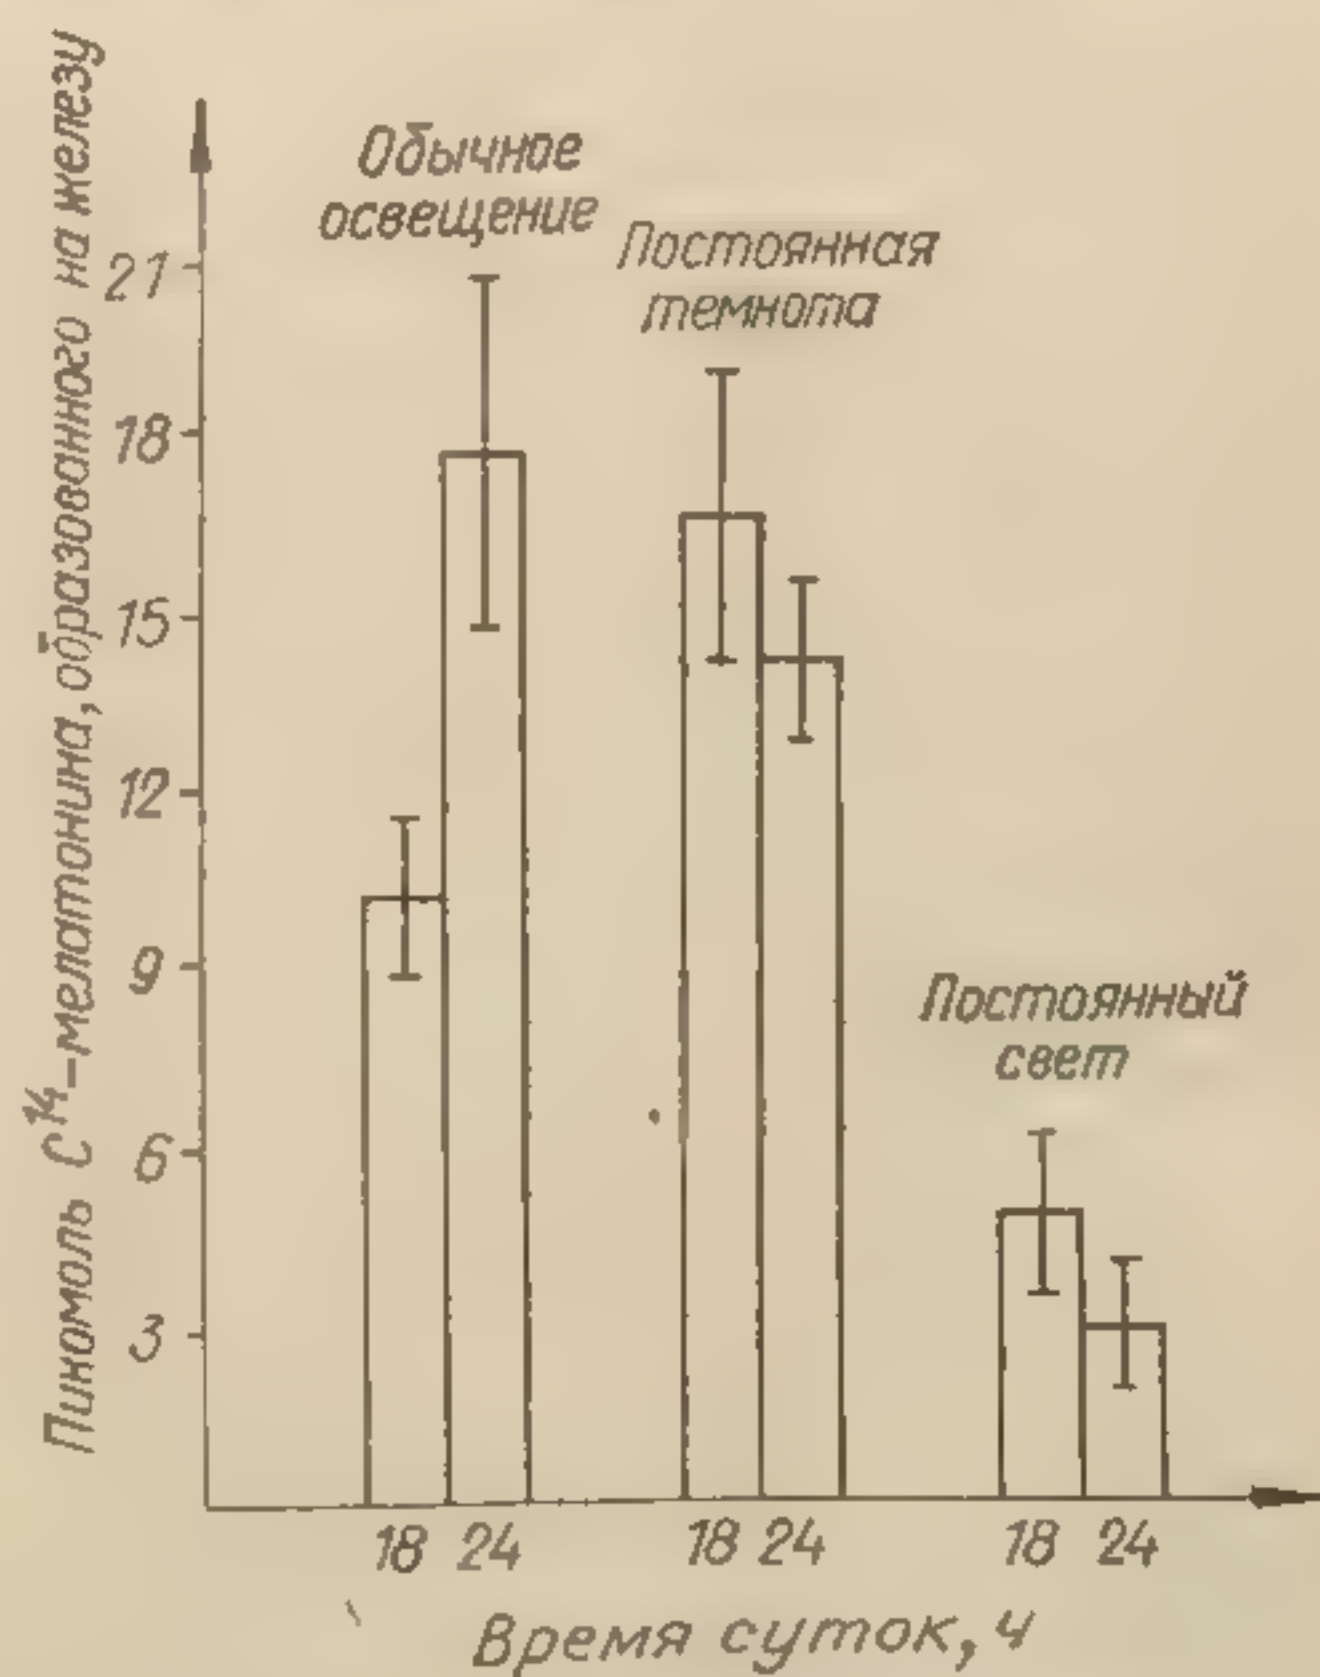 Пикомоль C¹⁴-мелатонина, образованного на железу
Обычное
освещение
Постоянная
темнота
Постоянный
свет
21
18
15
12
9
6
3
18 24 18 24 18 24
Время суток, ч